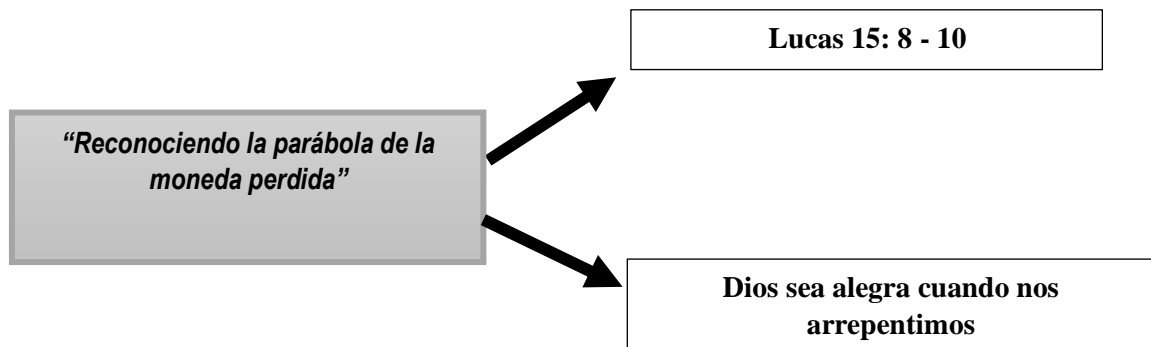 Lucas 15: 8 - 10
“Reconociendo la parábola de la
moneda perdida”
Dios sea alegra cuando nos
arrepentimos